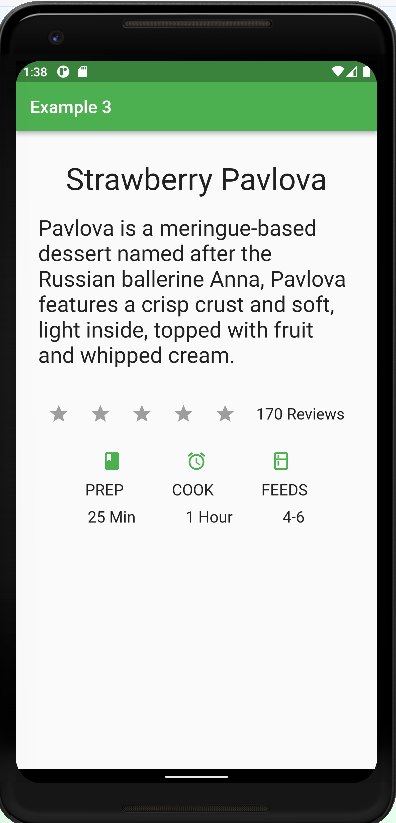 1:38
Example 3
Strawberry Pavlova
Pavlova is a meringue-based
dessert named after the
Russian ballerine Anna, Pavlova
features a crisp crust and soft,
light inside, topped with fruit
and whipped cream.
170 Reviews
PREP COOK FEEDS
25 Min 1 Hour 4-6